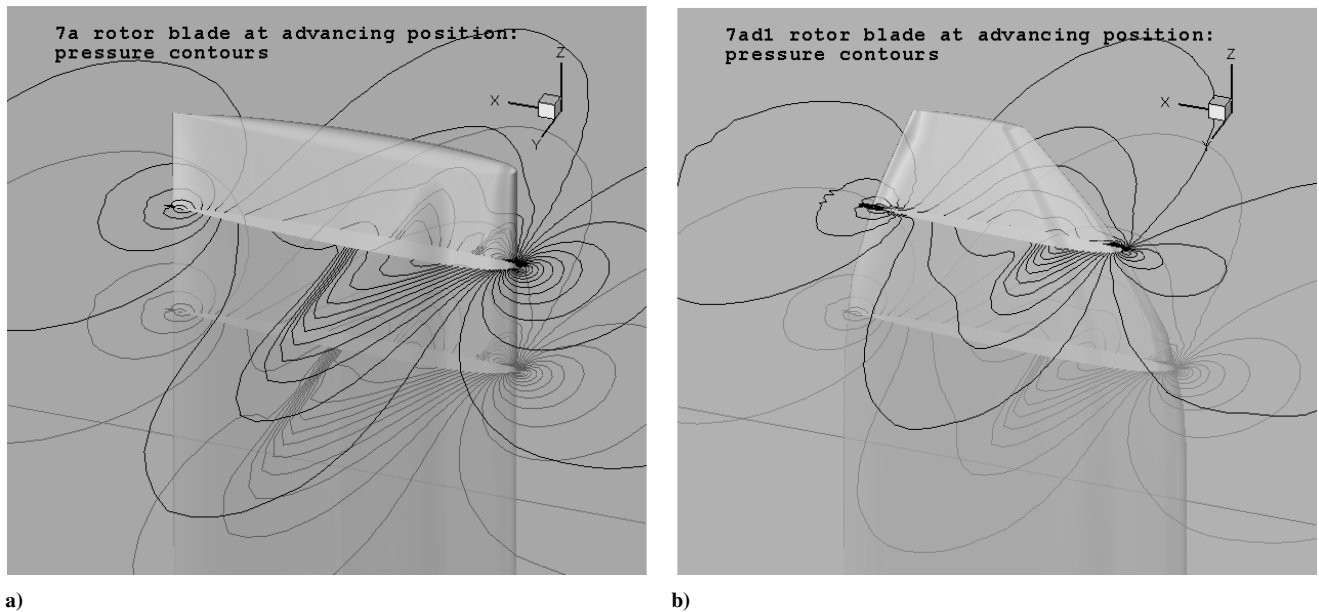 7a rotor blade at advancing position:
pressure contours
Z
X
Y
7ad1 rotor blade at advancing position:
pressure contours
Z
X
Y
a)
b)